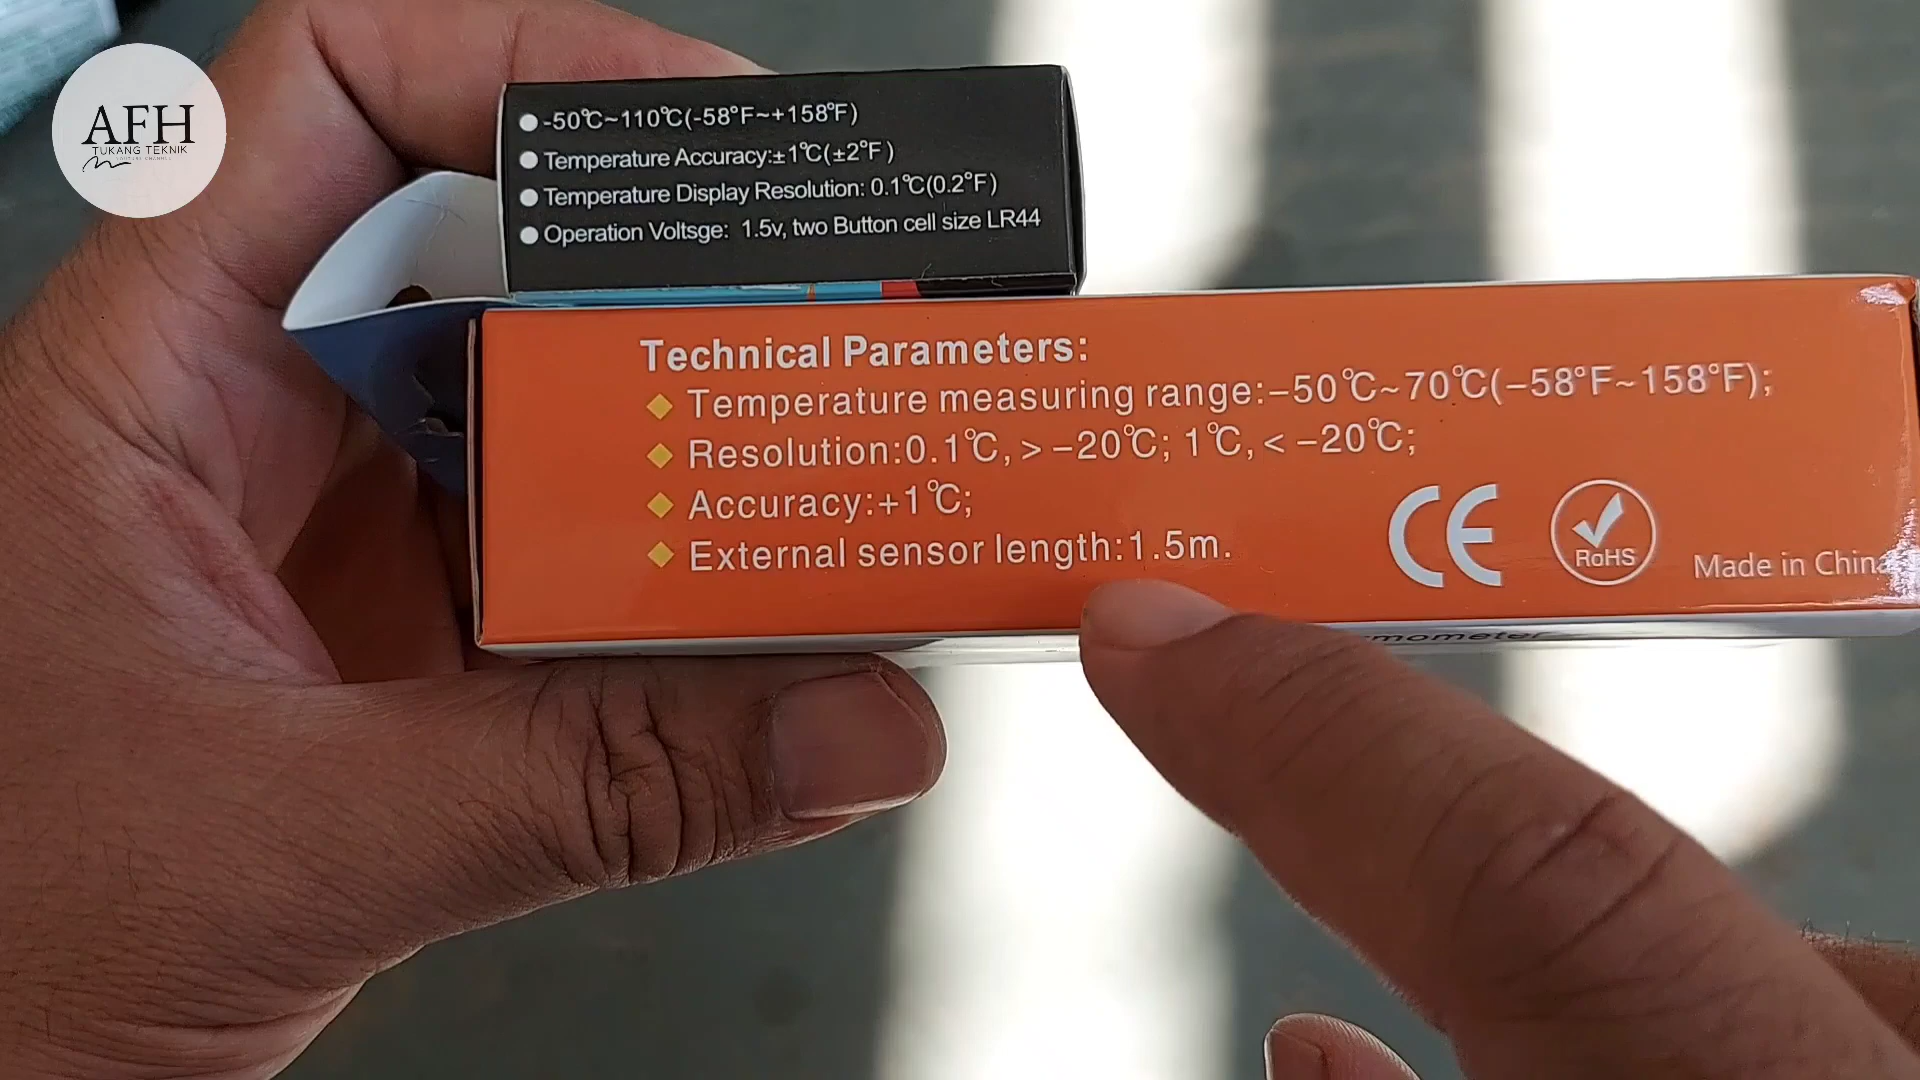 AFH
TUKANG TEKNIK
YOUTUBE CHANNEL
-50℃~110℃(-58°F~+158°F)
Temperature Accuracy:±1℃(±2°F)
Temperature Display Resolution: 0.1℃(0.2°F)
Operation Voltsge: 1.5v, two Button cell size LR44
Technical Parameters:
Temperature measuring range:−50℃~70℃(−58°F~158°F);
Resolution:0.1℃,>−20℃; 1℃,<−20℃;
Accuracy:+1℃;
External sensor length:1.5m.
CE
RoHS
Made in China